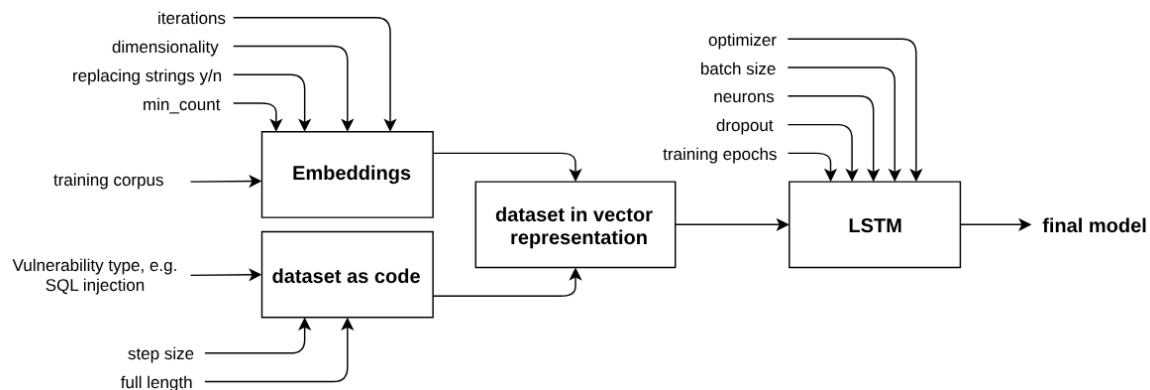 iterations
dimensionality
replacing strings y/n
min_count
training corpus
Embeddings
Vulnerability type, e.g.
SQL injection
dataset as code
step size
full length
dataset in vector
representation
optimizer
batch size
neurons
dropout
training epochs
LSTM
final model